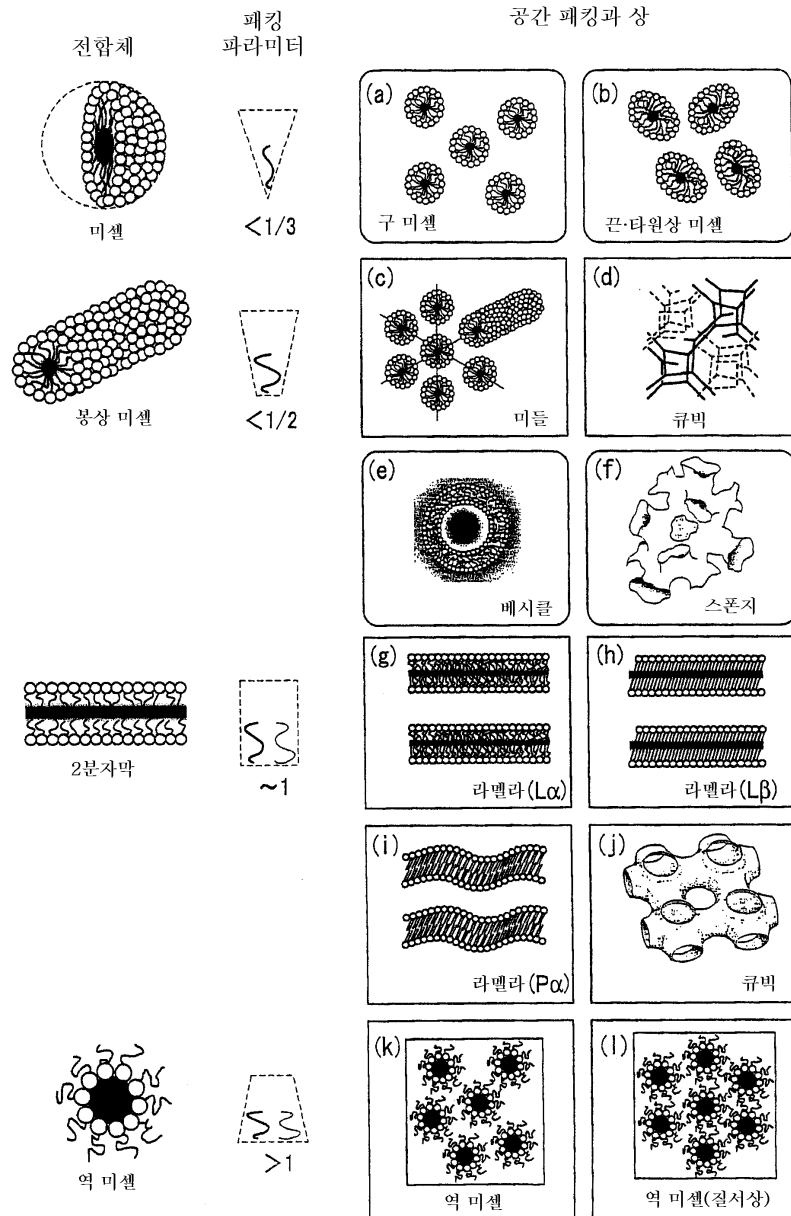 전합체
패킹
파라미터
공간 패킹과 상
미셀
<1/3
(a)
구 미셀
(b)
끈·타원상 미셀
봉상 미셀
<1/2
(c)
미들
(d)
큐빅
(e)
베시클
(f)
스폰지
2분자막
~1
(g)
라멜라(Lα)
(h)
라멜라(Lβ)
(i)
라멜라(Pα)
(j)
큐빅
역 미셀
>1
(k)
역 미셀
(l)
역 미셀(질서상)